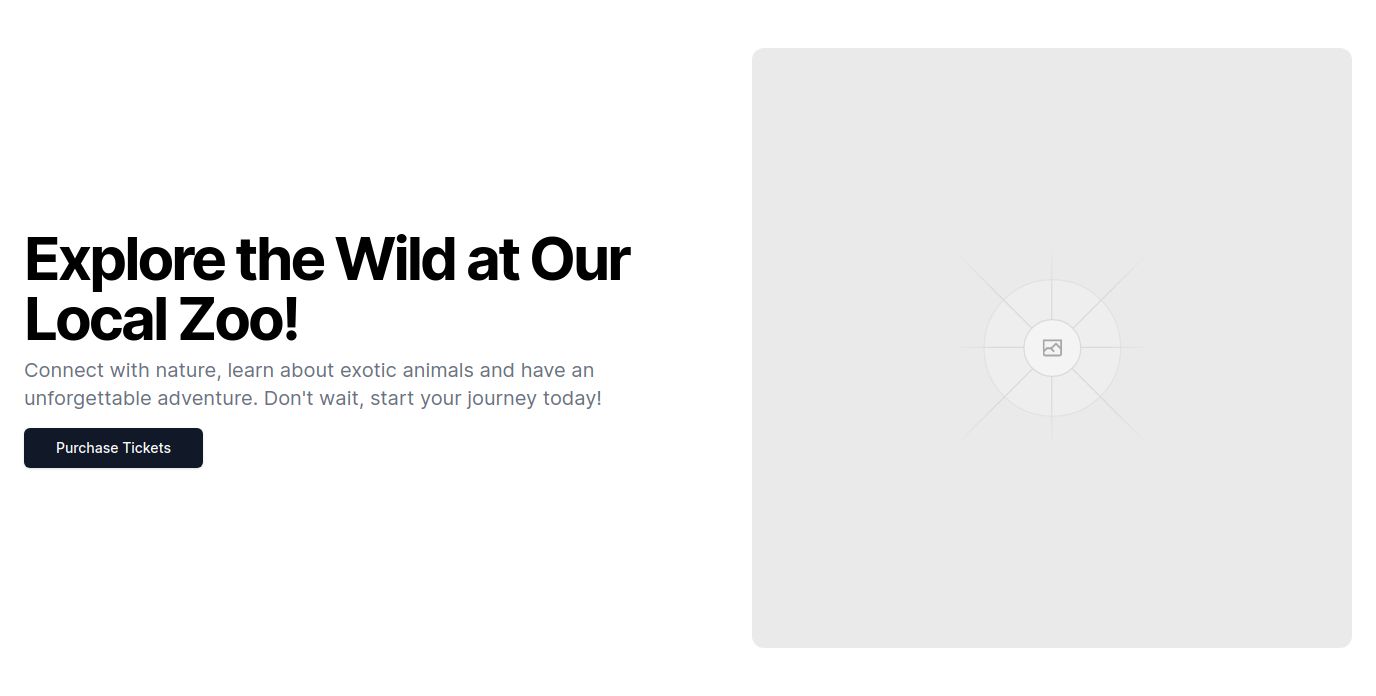 Explore the Wild at Our
Local Zoo!
Connect with nature, learn about exotic animals and have an
unforgettable adventure. Don't wait, start your journey today!
Purchase Tickets